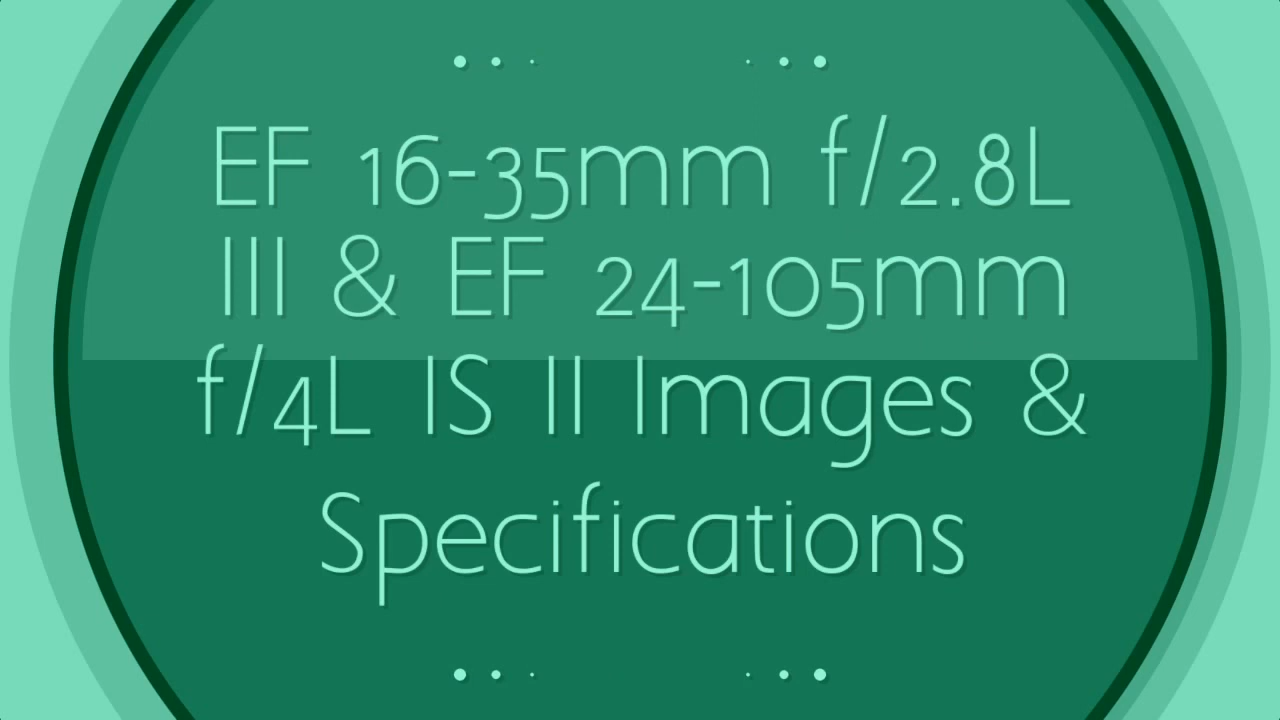 EF 16-35mm f/2.8L
III & EF 24-105mm
f/4L IS II Images &
Specifications